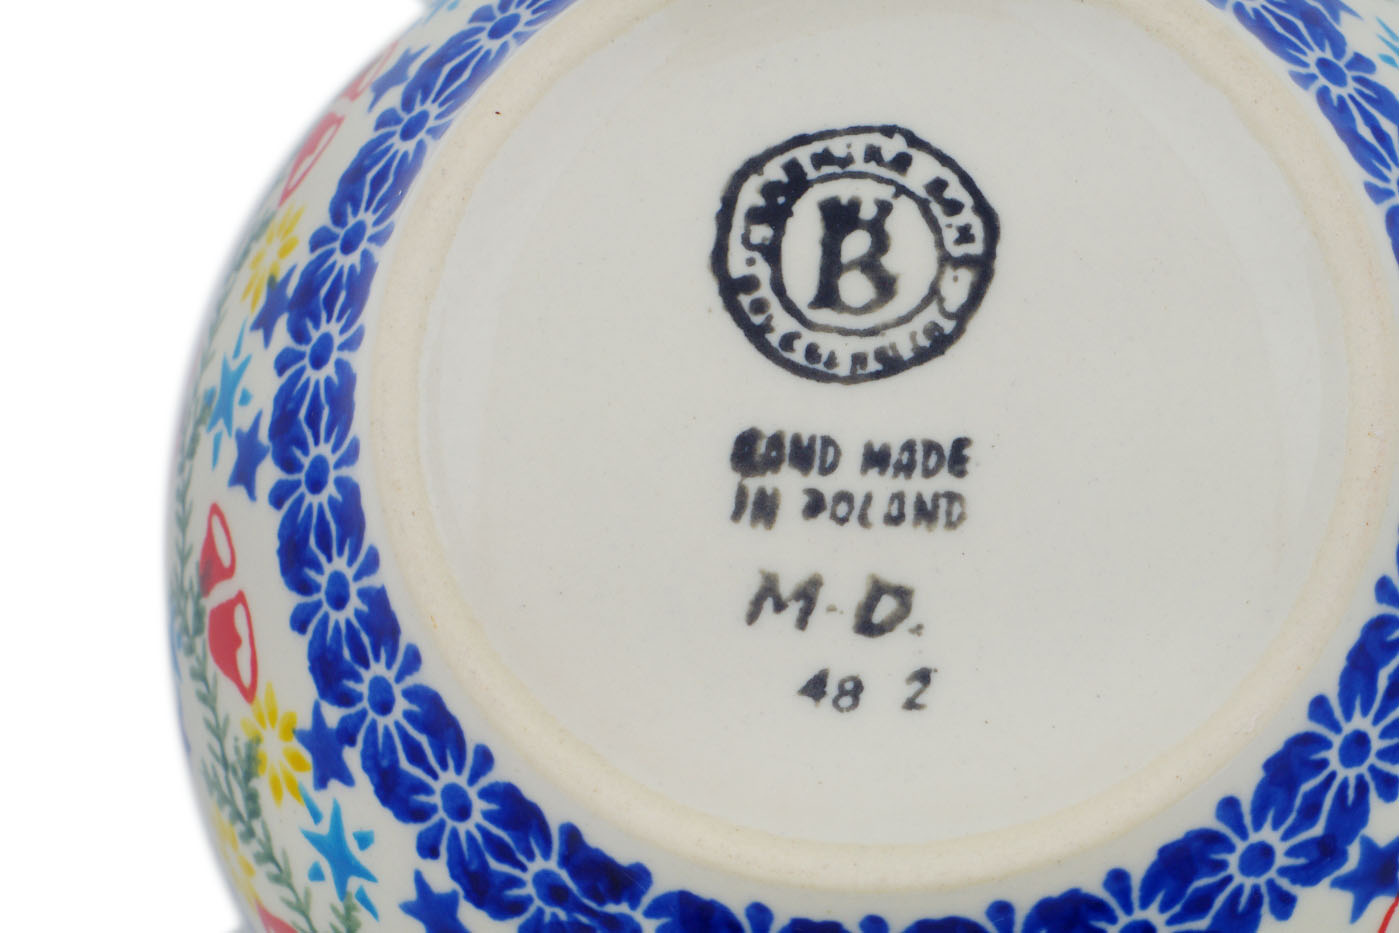 B
HAND MADE
IN POLAND
M-D.
48 2